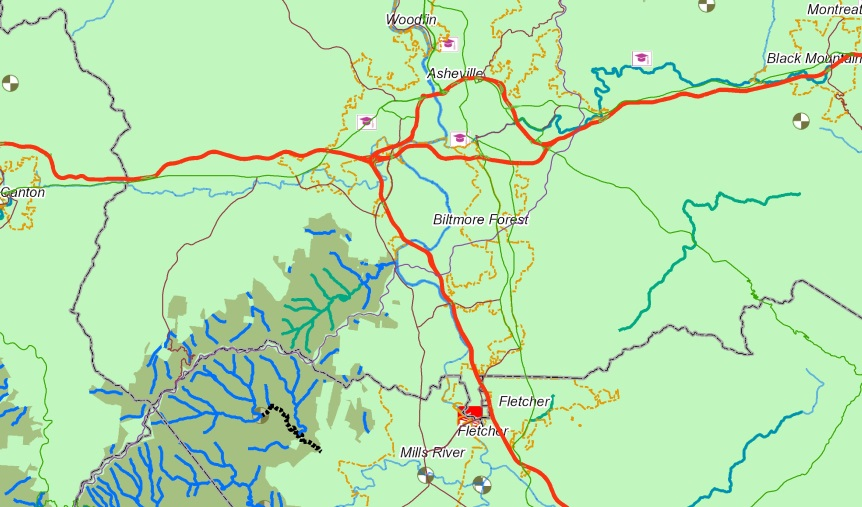 Montreat
Woodfin
Black Mountain
Asheville
Canton
Biltmore Forest
Fletcher
Fletcher
Mills River